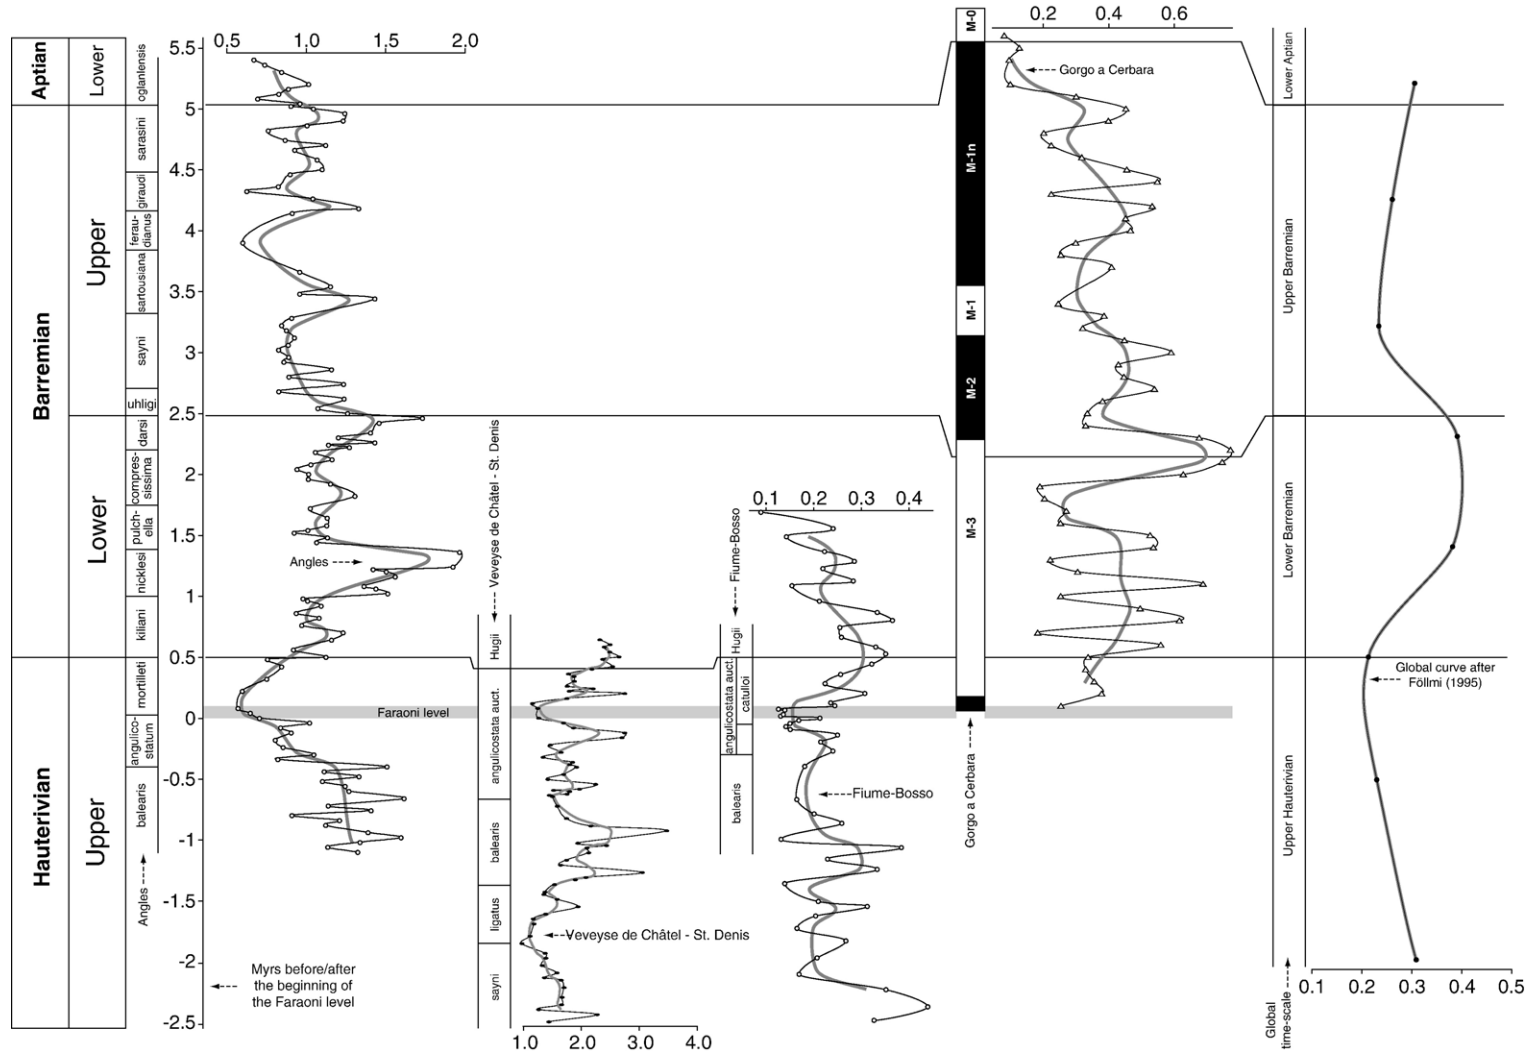 Aptian
Lower
oglanlensis
Barremian
Upper
sarasini
giraudi
ferau-
dianus
sartousiana
sayni
uhligi
Lower
darsi
compres-
sissima
pulch-
ella
nicklesi
kiliani
Hauterivian
Upper
mortilleti
angulico-
statum
balearis
Angles
5.5
5
4.5
4
3.5
3
2.5
2
1.5
1
0.5
0
-0.5
-1
-1.5
-2
-2.5
0.5
1.0
1.5
2.0
Angles
Faraoni level
Myrs before/after
the beginning of
the Faraoni level
Veveyse de Châtel - St. Denis
Hugii
angulicostata auct.
balearis
ligatus
sayni
Veveyse de Châtel - St. Denis
1.0
2.0
3.0
4.0
Fiume-Bosso
Hugii
angulicostata auct.
catulloi
balearis
0.1
0.2
0.3
0.4
Fiume-Bosso
M-0
M-1n
M-1
M-2
M-3
Gorgo a Cerbara
0.2
0.4
0.6
Gorgo a Cerbara
Lower Aptian
Upper Barremian
Lower Barremian
Upper Hauterivian
Global
time-scale
Global curve after
Föllmi (1995)
0.1
0.2
0.3
0.4
0.5